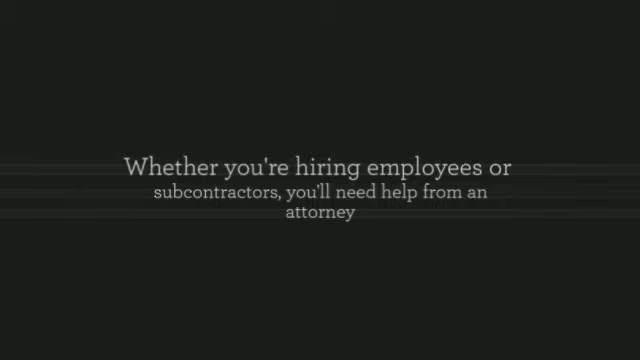 Whether you're hiring employees or
subcontractors, you'll need help from an
attorney